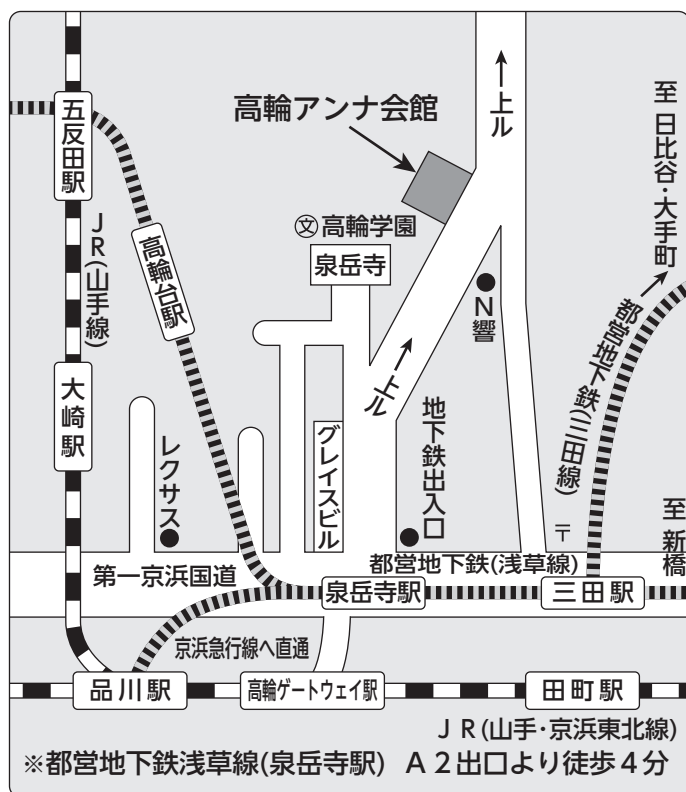 ↑上ル
高輪アンナ会館
至 日比谷・大手町
五反田駅
JR(山手線)
高輪台駅
㊫高輪学園
泉岳寺
N響
都営地下鉄(三田線)
↑上ル
大崎駅
レクサス
グレイスビル
地下鉄出入口
〒
至 新橋
都営地下鉄(浅草線)
第一京浜国道
泉岳寺駅
三田駅
京浜急行線へ直通
品川駅
高輪ゲートウェイ駅
田町駅
JR(山手・京浜東北線)
※都営地下鉄浅草線(泉岳寺駅) A2出口より徒歩4分